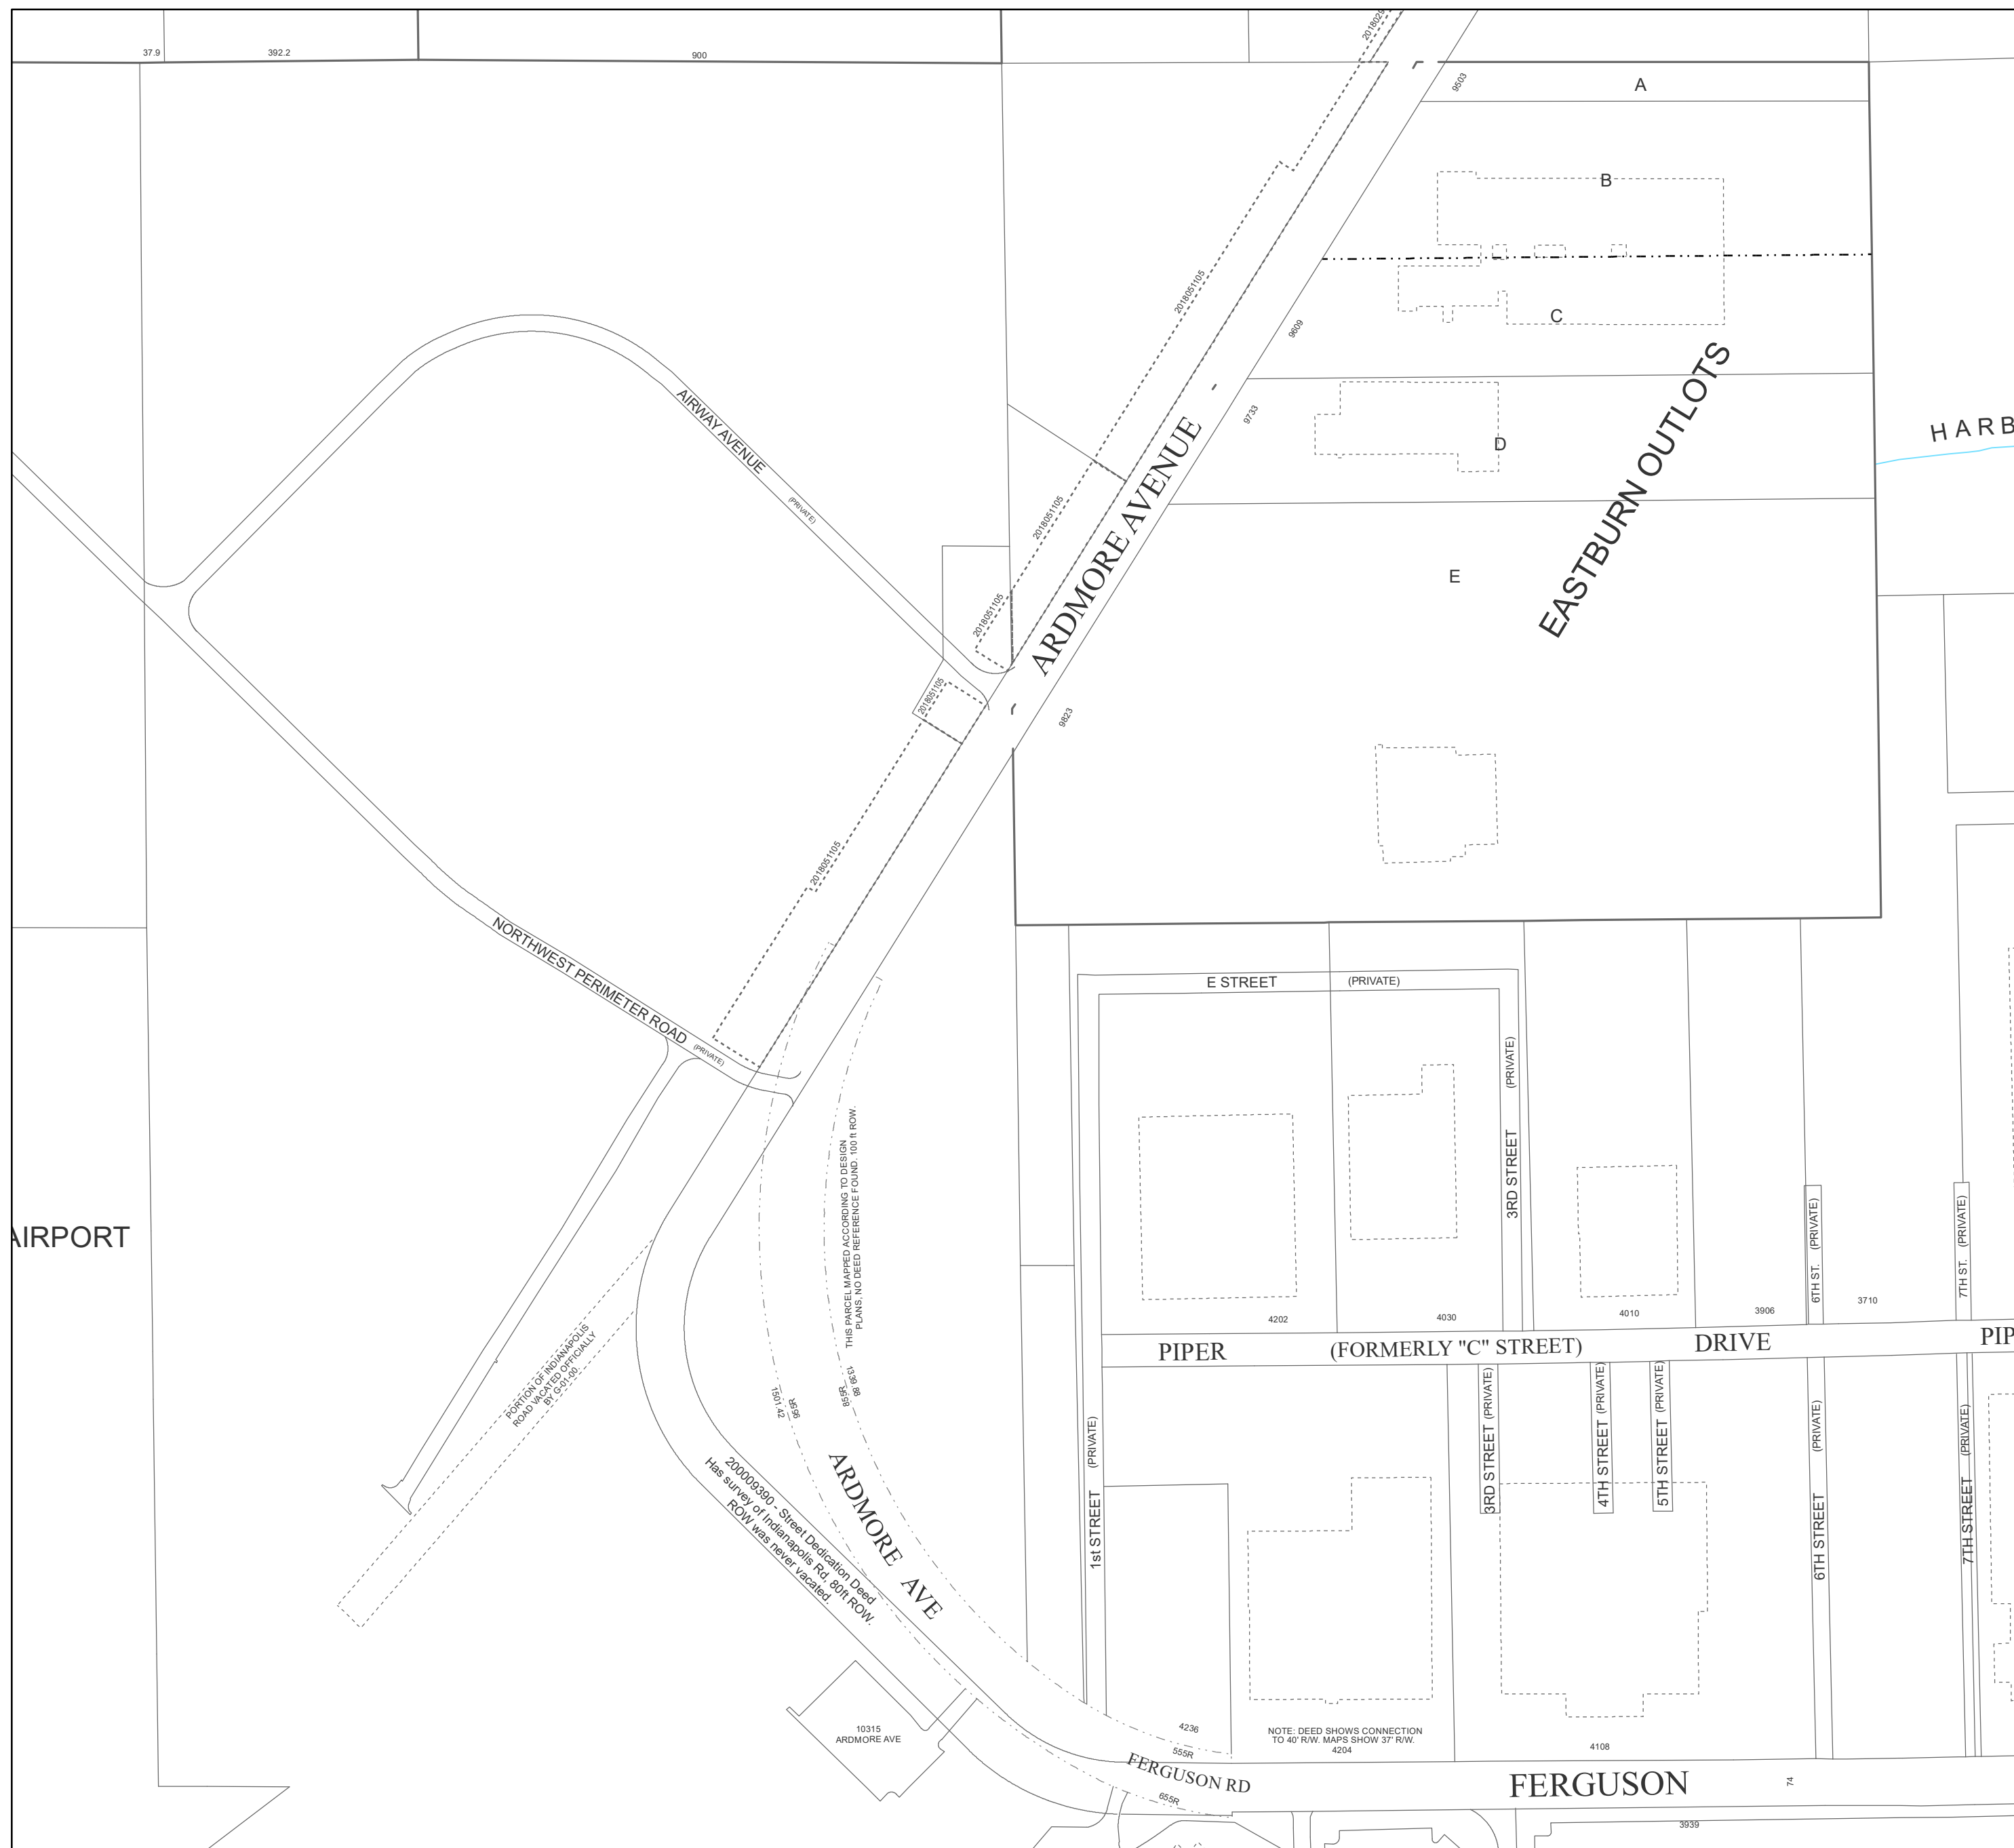 37.9
392.2
900
2018029
9503
A
B
2018051105
C
9609
AIRWAY AVENUE
(PRIVATE)
9733
D
HARB
EASTBURN OUTLOTS
ARDMORE AVENUE
2018051105
E
2018051105
2018051105
9823
2018051105
NORTHWEST PERIMETER ROAD
(PRIVATE)
E STREET
(PRIVATE)
3RD STREET
(PRIVATE)
THIS PARCEL MAPPED ACCORDING TO DESIGN
PLANS, NO DEED REFERENCE FOUND. 100 ft ROW.
AIRPORT
6TH ST. (PRIVATE)
7TH ST. (PRIVATE)
4202
4030
4010
3906
3710
PIPER
(FORMERLY "C" STREET)
DRIVE
PIP
PORTION OF INDIANAPOLIS
ROAD VACATED OFFICIALLY
BY G-01-00.
1339.88
855R
955R
1501.42
1st STREET
(PRIVATE)
3RD STREET (PRIVATE)
4TH STREET (PRIVATE)
5TH STREET (PRIVATE)
6TH STREET
(PRIVATE)
7TH STREET
(PRIVATE)
200009390 - Street Dedication Deed
Has survey of Indianapolis Rd, 80ft ROW.
ROW was never vacated.
ARDMORE AVE
10315
ARDMORE AVE
4236
555R
NOTE: DEED SHOWS CONNECTION
TO 40' R/W. MAPS SHOW 37' R/W.
4204
4108
FERGUSON RD
655R
FERGUSON
74
3939